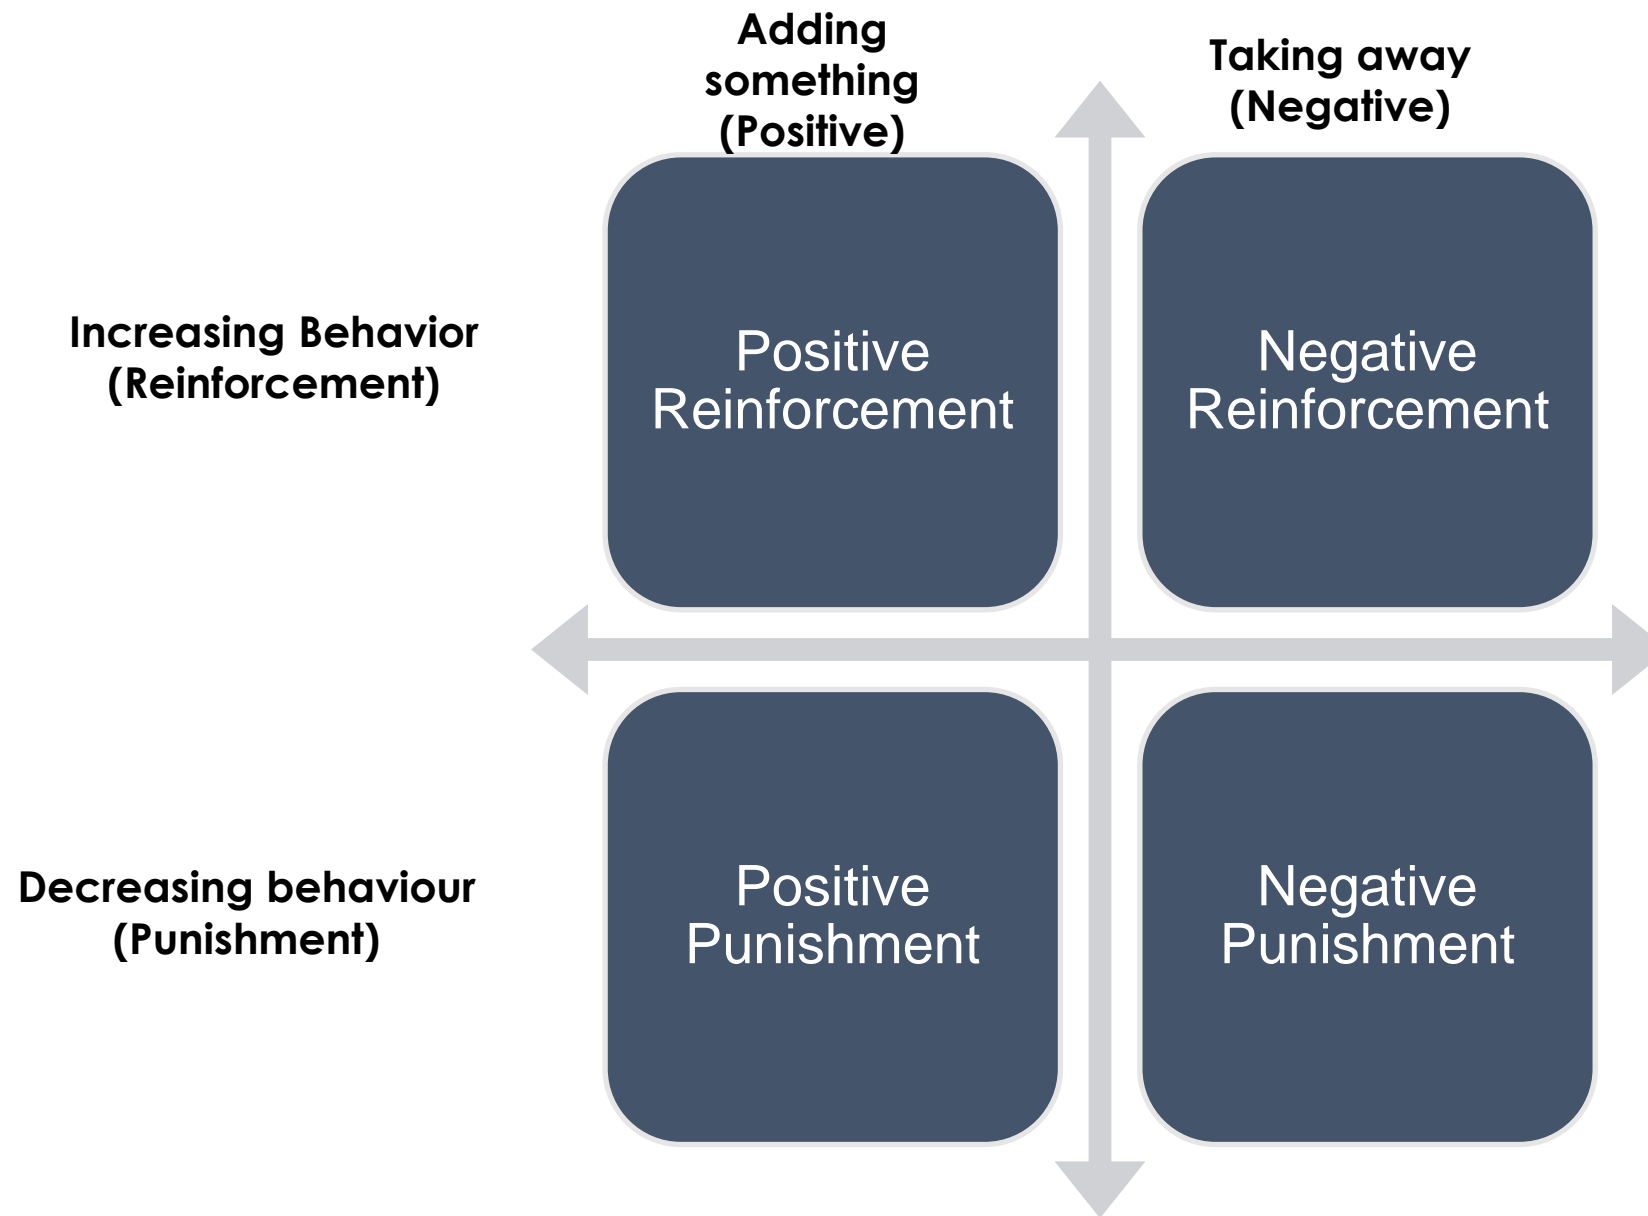 Adding
something
(Positive)
Taking away
(Negative)
Increasing Behavior
(Reinforcement)
Positive
Reinforcement
Negative
Reinforcement
Decreasing behaviour
(Punishment)
Positive
Punishment
Negative
Punishment